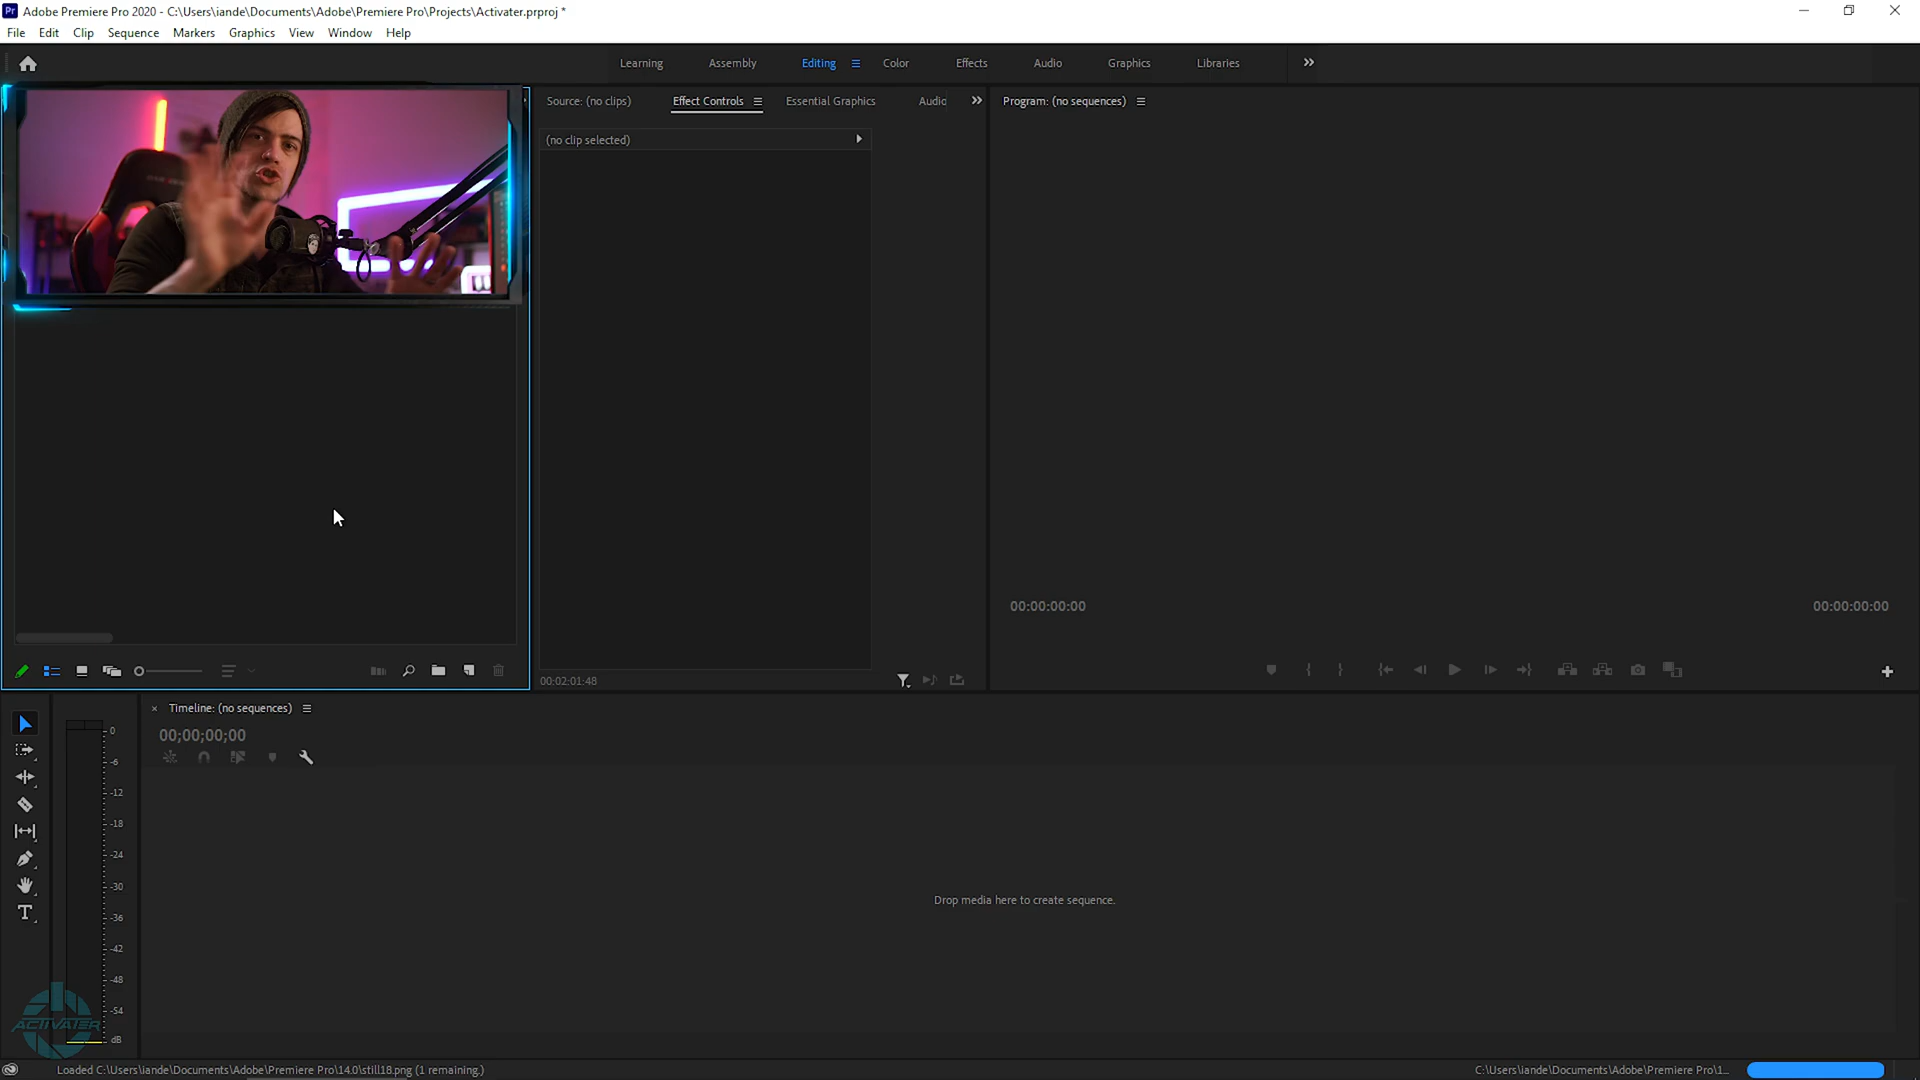 Adobe Premiere Pro 2020 - C:\Users\iande\Documents\Adobe\Premiere Pro\Projects\Activater.prproj *
File Edit Clip Sequence Markers Graphics View Window Help
Learning Assembly Editing Color Effects Audio Graphics Libraries
Source: (no clips) Effect Controls Essential Graphics Audio Program: (no sequences)
(no clip selected)
00:00:00:00 00:00:00:00
00:02:01:48
Timeline: (no sequences)
00;00;00;00
0
-6
-12
-18
-24
-30
-36
-42
-48
-54
dB
Drop media here to create sequence.
ACTIVATER
Loaded C:\Users\iande\Documents\Adobe\Premiere Pro\14.0\still18.png (1 remaining.) C:\Users\iande\Documents\Adobe\Premiere Pro\1...